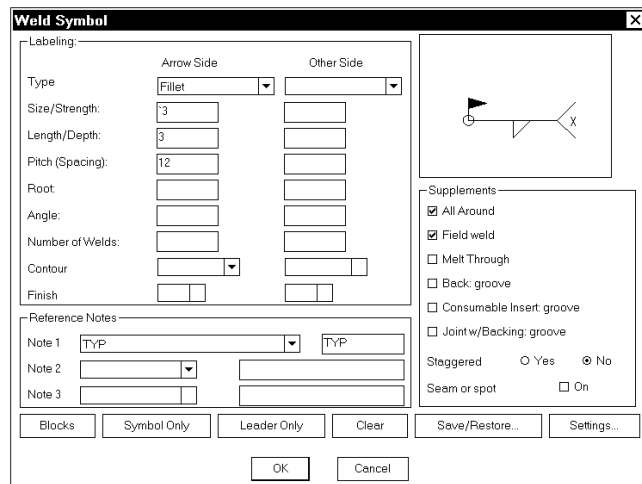 Weld Symbol
Labeling:
Arrow Side Other Side
Type Fillet
Size/Strength: `3
Length/Depth: 3
Pitch (Spacing): 12
Root:
Angle:
Number of Welds:
Contour
Finish
X
Supplements
All Around
Field weld
Melt Through
Back: groove
Consumable Insert: groove
Joint w/Backing: groove
Staggered Yes No
Seam or spot On
Reference Notes
Note 1 TYP TYP
Note 2
Note 3
Blocks Symbol Only Leader Only Clear Save/Restore... Settings...
OK Cancel